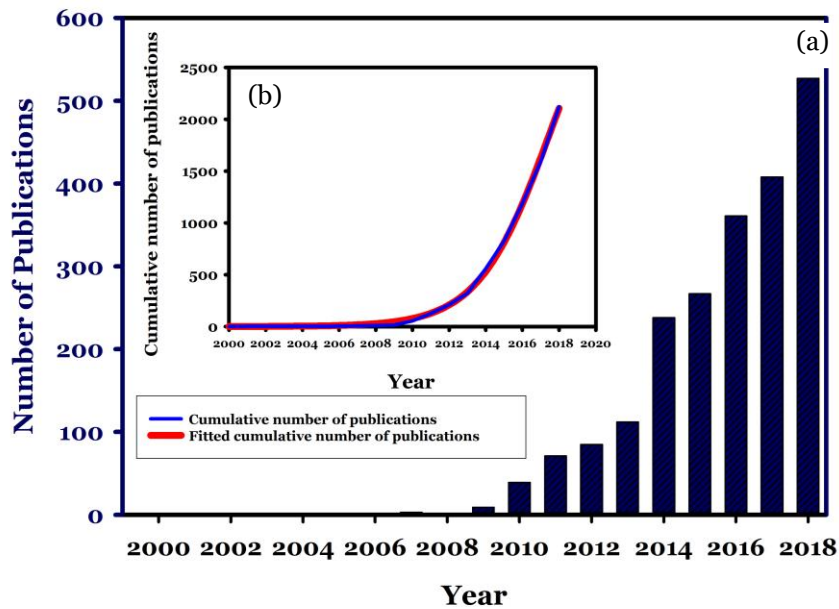 600
500
400
300
200
100
0
Number of Publications
(a)
Cumulative number of publications
2500
2000
1500
1000
500
0
(b)
2000 2002 2004 2006 2008 2010 2012 2014 2016 2018 2020
Year
Cumulative number of publications
Fitted cumulative number of publications
2000 2002 2004 2006 2008 2010 2012 2014 2016 2018
Year